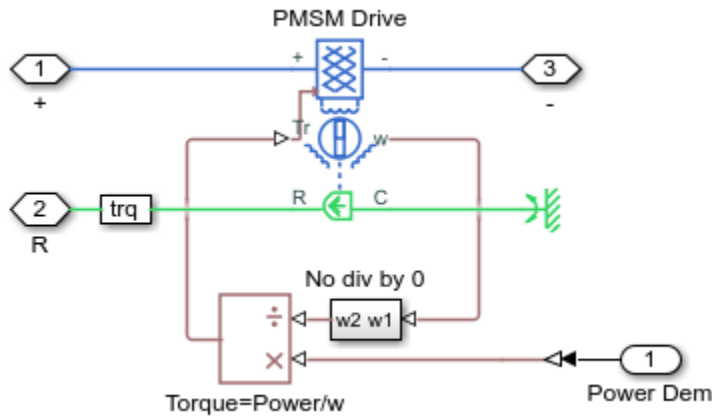 PMSM Drive
1
+
-
3
+
-
Tr
w
2
trq
R
C
R
No div by 0
÷
w2 w1
×
1
Power Dem
Torque=Power/w